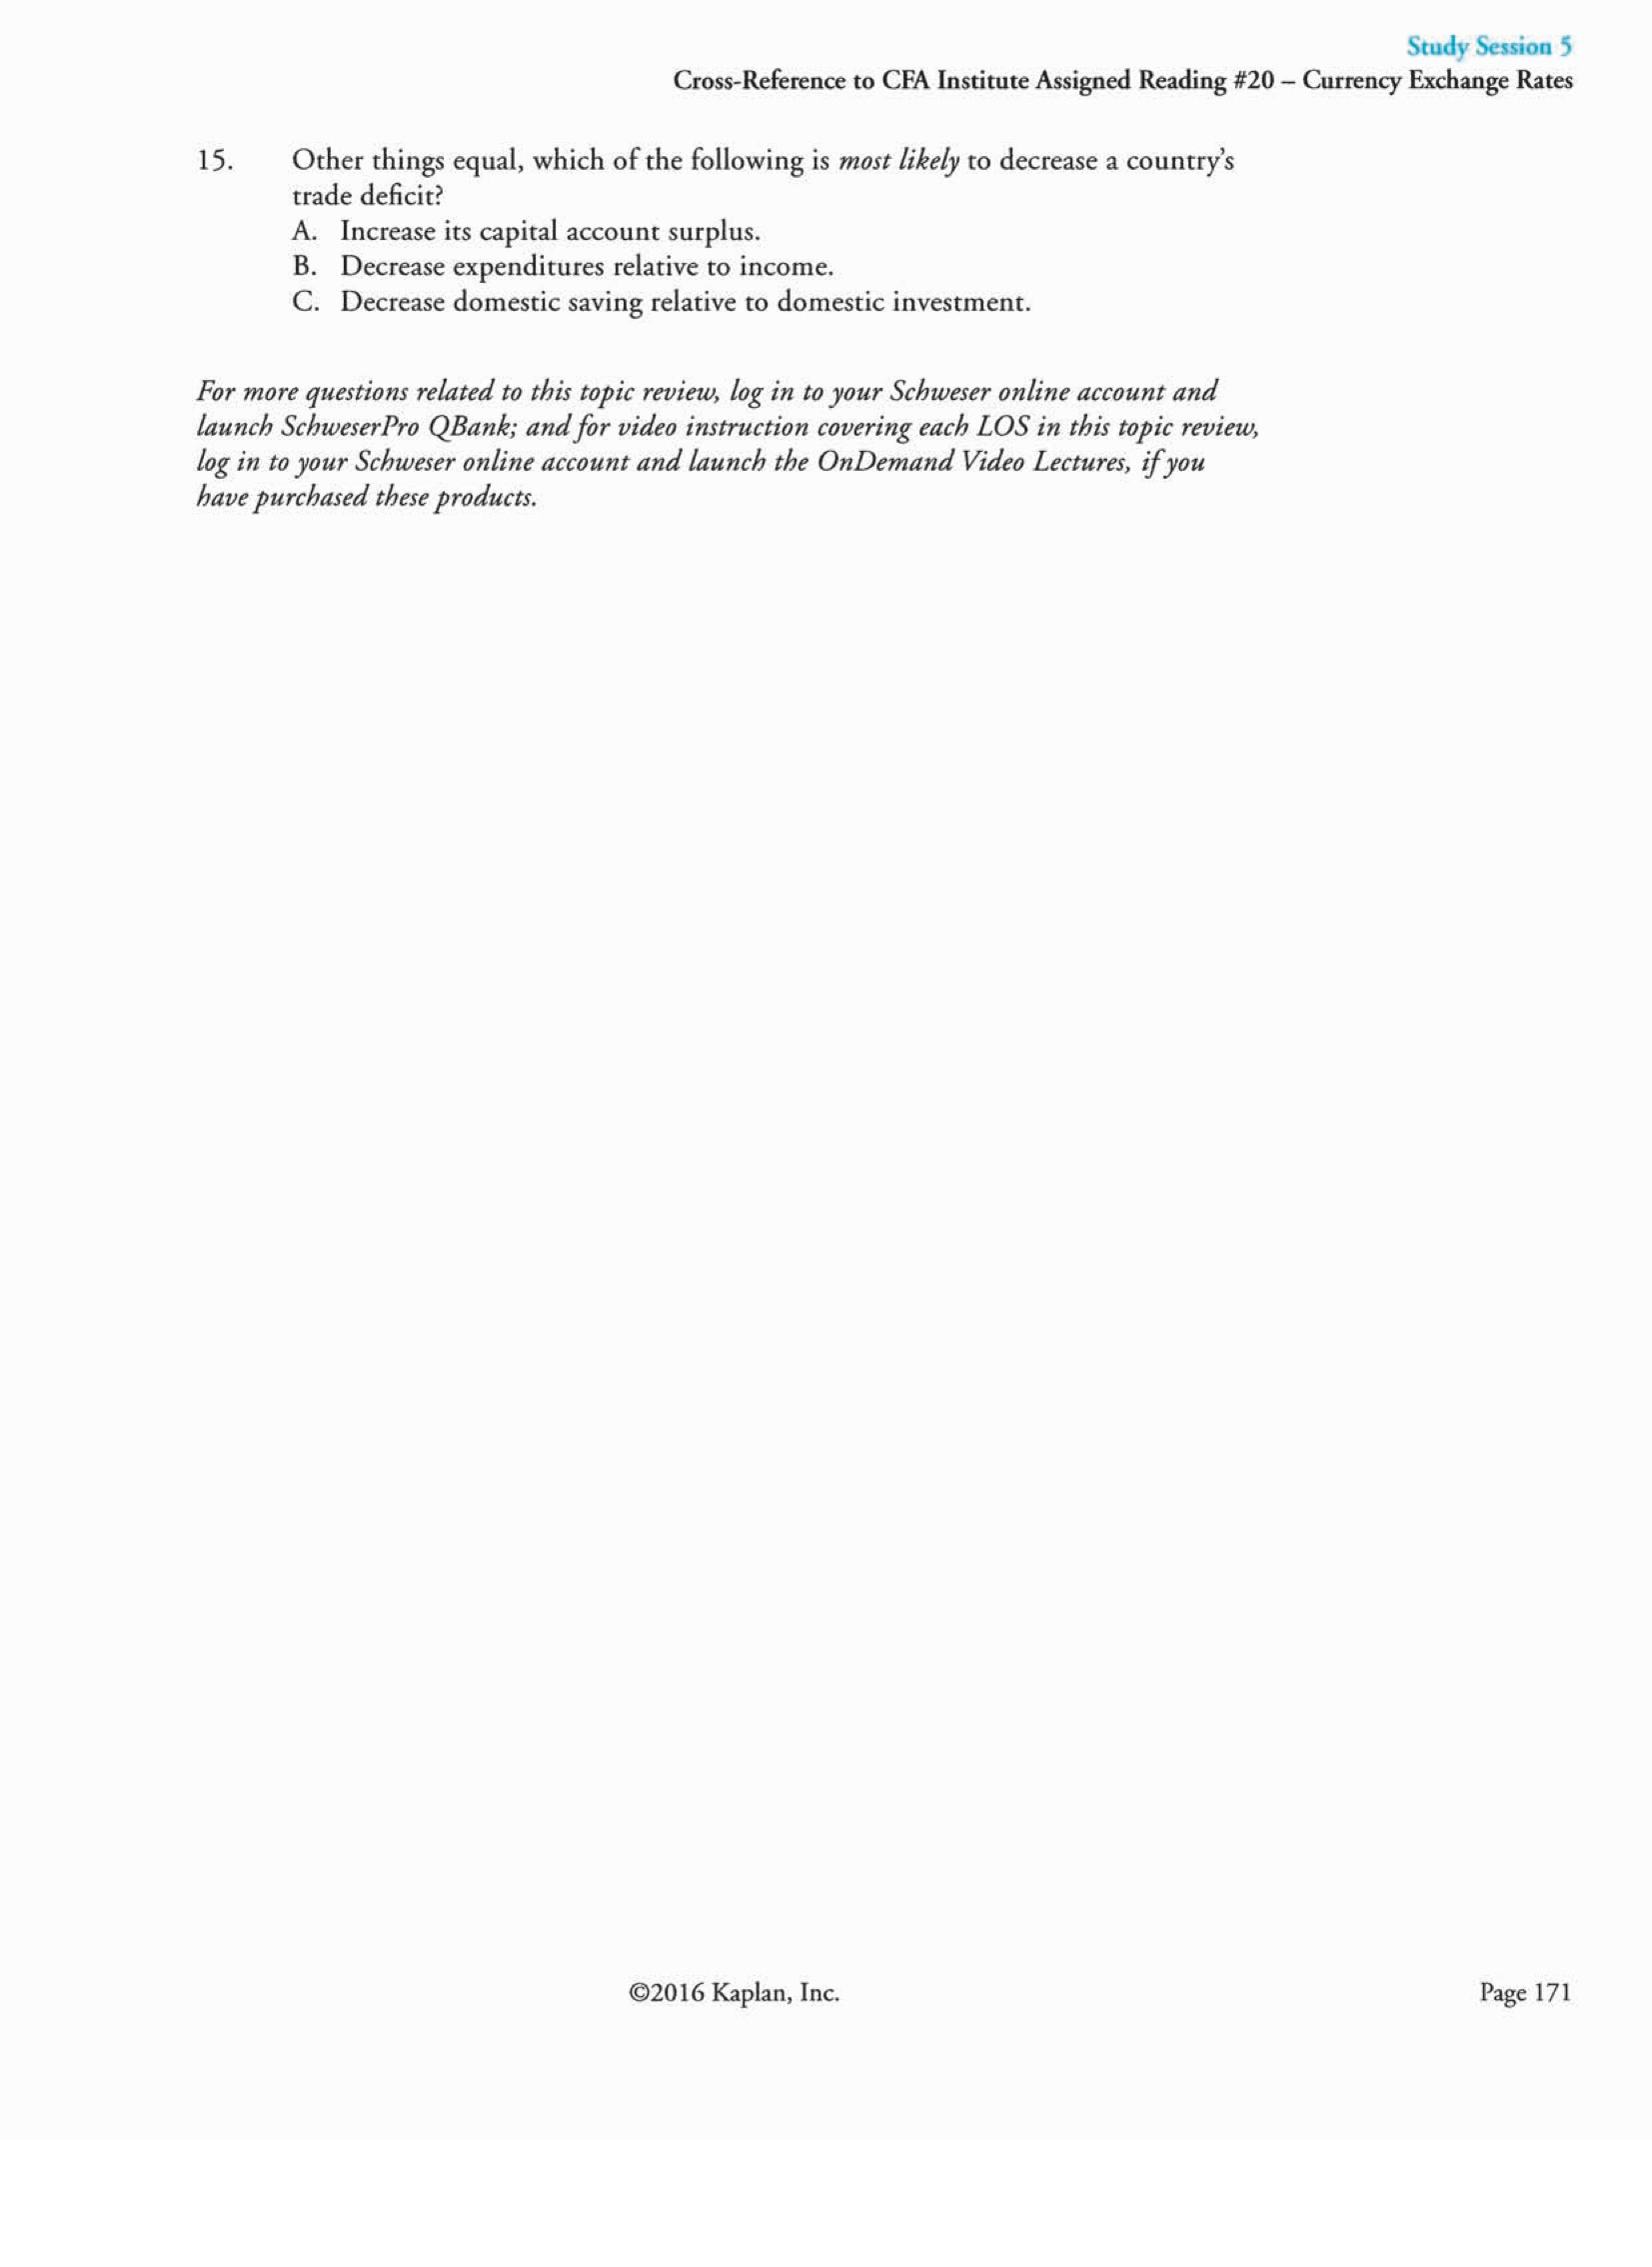 Study Session 5
Cross-Reference to CFA Institute Assigned Reading #20 – Currency Exchange Rates
15. Other things equal, which of the following is most likely to decrease a country's
trade deficit?
A. Increase its capital account surplus.
B. Decrease expenditures relative to income.
C. Decrease domestic saving relative to domestic investment.
For more questions related to this topic review, log in to your Schweser online account and
launch SchweserPro QBank; and for video instruction covering each LOS in this topic review,
log in to your Schweser online account and launch the OnDemand Video Lectures, if you
have purchased these products.
©2016 Kaplan, Inc.
Page 171